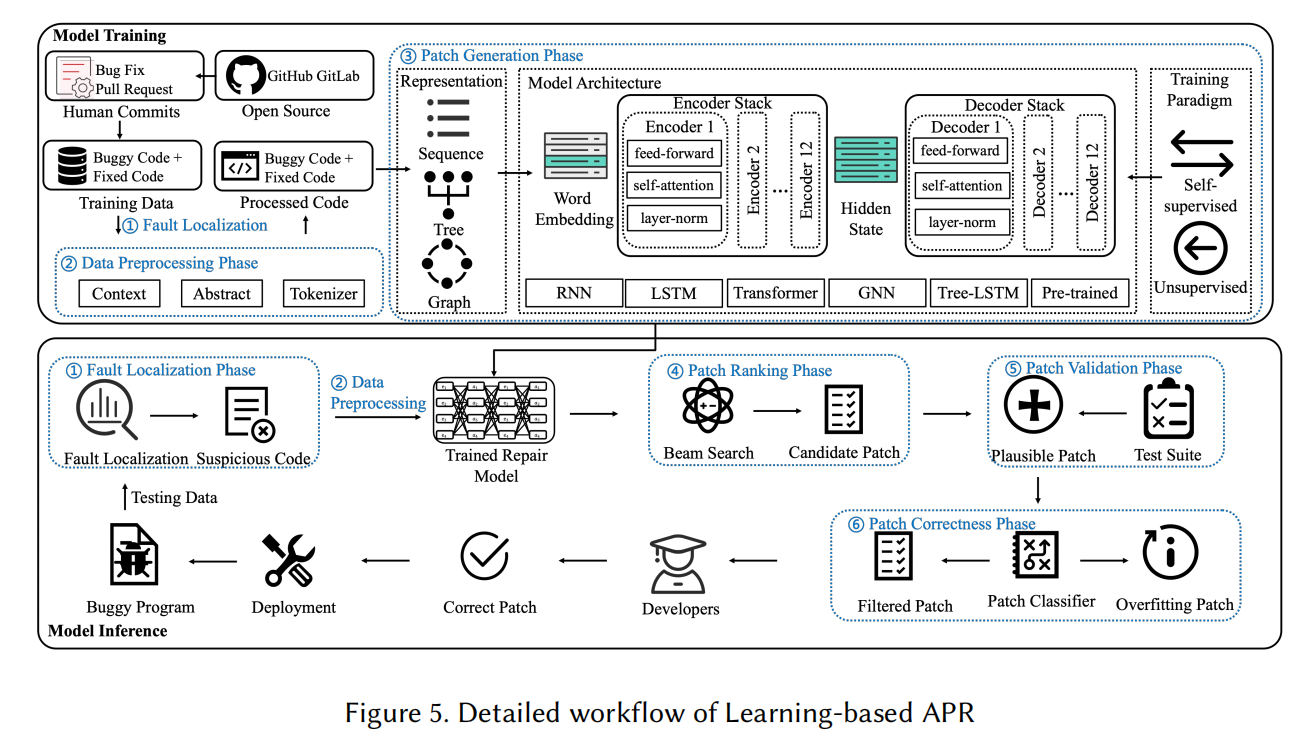 Model Training
Bug Fix
Pull Request
Human Commits
GitHub GitLab
Open Source
Buggy Code +
Fixed Code
Training Data
Buggy Code +
Fixed Code
Processed Code
① Fault Localization
② Data Preprocessing Phase
Context
Abstract
Tokenizer
③ Patch Generation Phase
Representation
Sequence
Tree
Graph
Model Architecture
Word
Embedding
Encoder Stack
Encoder 1
feed-forward
self-attention
layer-norm
Encoder 2
...
Encoder 12
Hidden
State
Decoder Stack
Decoder 1
feed-forward
self-attention
layer-norm
Decoder 2
...
Decoder 12
RNN
LSTM
Transformer
GNN
Tree-LSTM
Pre-trained
Training
Paradigm
Self-
supervised
Unsupervised
① Fault Localization Phase
Fault Localization
Suspicious Code
② Data
Preprocessing
Trained Repair
Model
④ Patch Ranking Phase
Beam Search
Candidate Patch
⑤ Patch Validation Phase
Plausible Patch
Test Suite
⑥ Patch Correctness Phase
Filtered Patch
Patch Classifier
Overfitting Patch
Developers
Correct Patch
Deployment
Buggy Program
Testing Data
Model Inference
Figure 5. Detailed workflow of Learning-based APR